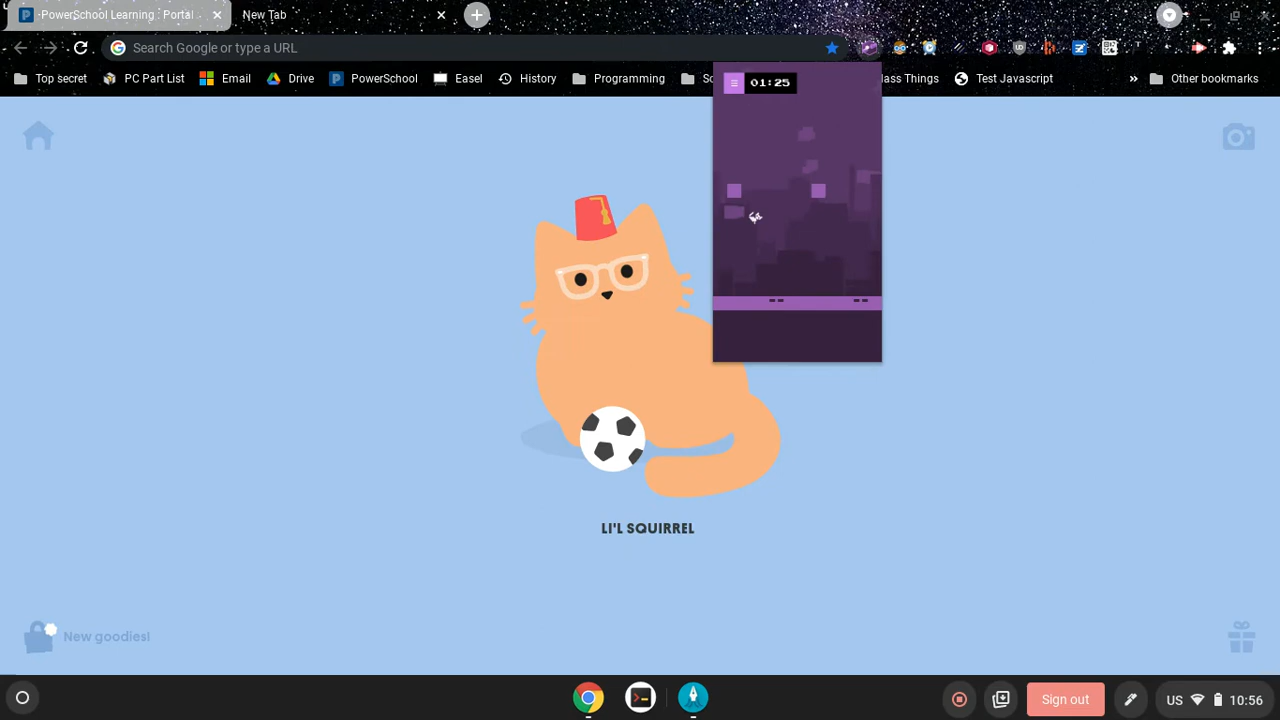 PowerSchool Learning : Portal
New Tab
Search Google or type a URL
Top secret
PC Part List
Email
Drive
PowerSchool
Easel
History
Programming
lass Things
Test Javascript
»
Other bookmarks
01:25
LI'L SQUIRREL
New goodies!
Sign out
US
10:56